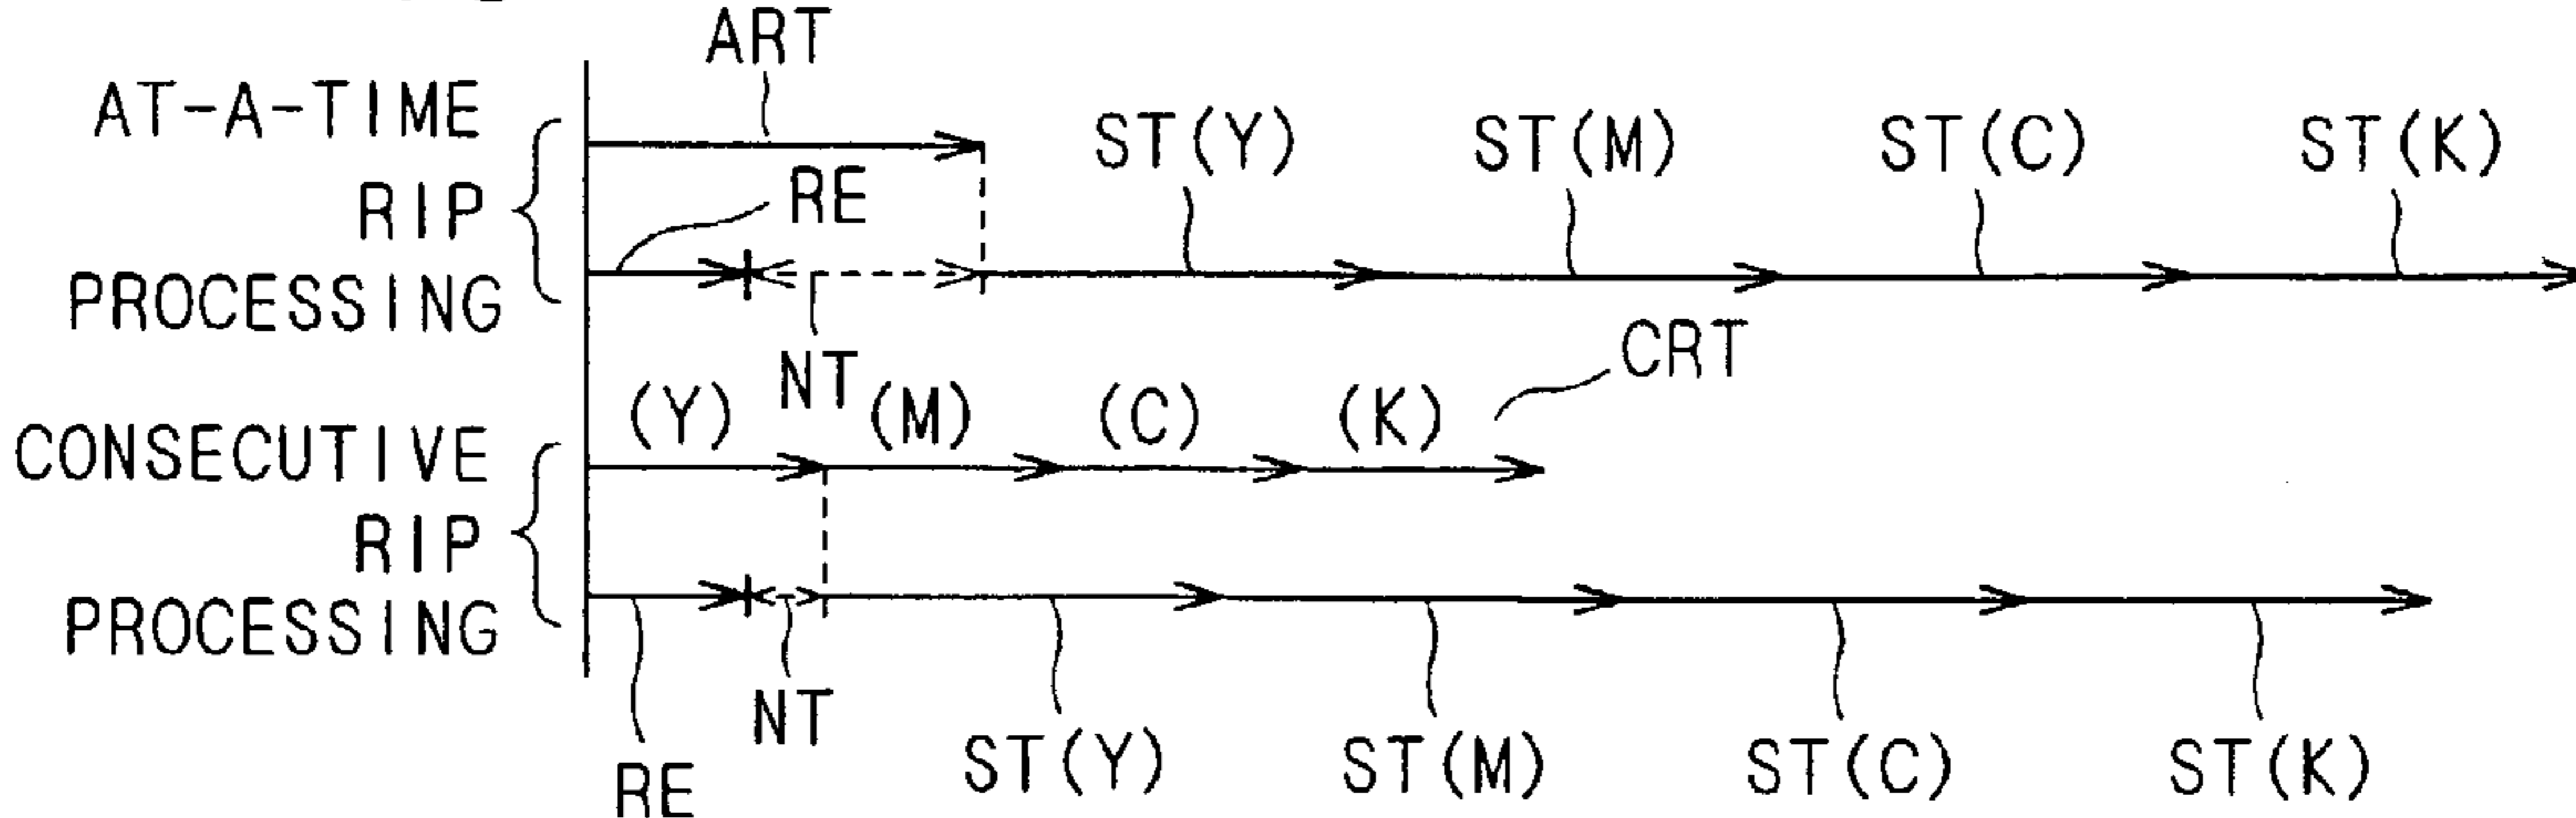 ART
AT-A-TIME
RIP
PROCESSING
RE
ST(Y) ST(M) ST(C) ST(K)
NT
CRT
(Y) (M) (C) (K)
CONSECUTIVE
RIP
PROCESSING
RE
NT
ST(Y) ST(M) ST(C) ST(K)